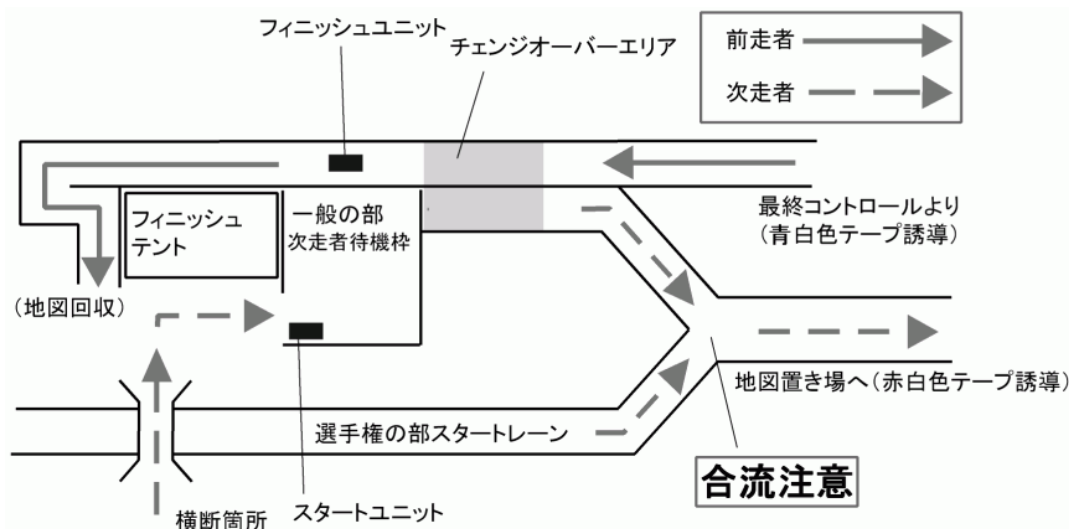 フィニッシュユニット
チェンジオーバーエリア
前走者
次走者
フィニッシュ
テント
一般の部
次走者待機枠
最終コントロールより
(青白色テープ誘導)
(地図回収)
地図置き場へ(赤白色テープ誘導)
選手権の部スタートレーン
合流注意
横断箇所
スタートユニット